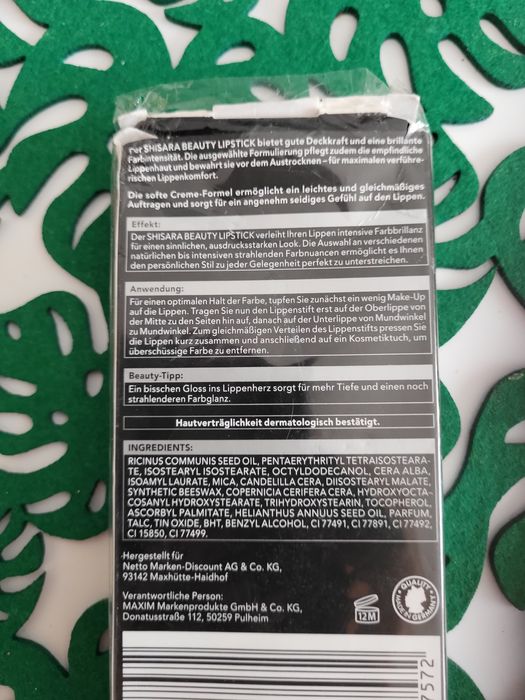 Der SHISARA BEAUTY LIPSTICK bietet gute Deckkraft und eine brillante
Farbintensität. Die ausgewählte Formulierung pflegt zudem die empfindliche
Lippenhaut und bewahrt sie vor dem Austrocknen – für maximalen verführe-
rischen Lippenkomfort.
Die softe Creme-Formel ermöglicht ein leichtes und gleichmäßiges
Auftragen und sorgt für ein angenehm seidiges Gefühl auf den Lippen.
Effekt:
Der SHISARA BEAUTY LIPSTICK verleiht Ihren Lippen intensive Farbbrillanz
für einen sinnlichen, ausdrucksstarken Look. Die Auswahl an verschiedenen
natürlichen bis intensiven strahlenden Farbnuancen ermöglicht es Ihnen
den persönlichen Stil zu jeder Gelegenheit perfekt zu unterstreichen.
Anwendung:
Für einen optimalen Halt der Farbe, tupfen Sie zunächst ein wenig Make-Up
auf die Lippen. Tragen Sie nun den Lippenstift erst auf der Oberlippe von
der Mitte zu den Seiten hin auf, danach auf der Unterlippe von Mundwinkel
zu Mundwinkel. Zum gleichmäßigen Verteilen des Lippenstifts pressen Sie
die Lippen kurz zusammen und anschließend auf ein Kosmetiktuch, um
überschüssige Farbe zu entfernen.
Beauty-Tipp:
Ein bisschen Gloss ins Lippenherz sorgt für mehr Tiefe und einen noch
strahlenderen Farbglanz.
Hautverträglichkeit dermatologisch bestätigt.
INGREDIENTS:
RICINUS COMMUNIS SEED OIL, PENTAERYTHRITYL TETRAISOSTEARA-
TE, ISOSTEARYL ISOSTEARATE, OCTYLDODECANOL, CERA ALBA,
ISOAMYL LAURATE, MICA, CANDELILLA CERA, DIISOSTEARYL MALATE,
SYNTHETIC BEESWAX, COPERNICIA CERIFERA CERA, HYDROXYOCTA-
COSANYL HYDROXYSTEARATE, TRIHYDROXYSTEARIN, TOCOPHEROL,
ASCORBYL PALMITATE, HELIANTHUS ANNUUS SEED OIL, PARFUM,
TALC, TIN OXIDE, BHT, BENZYL ALCOHOL, CI 77491, CI 77891, CI 77492,
CI 15850, CI 77499.
Hergestellt für
Netto Marken-Discount AG & Co. KG,
93142 Maxhütte-Haidhof
Verantwortliche Person:
MAXIM Markenprodukte GmbH & Co. KG,
Donatusstraße 112, 50259 Pulheim
12M
QUALITY
MADE IN GERMANY
7572